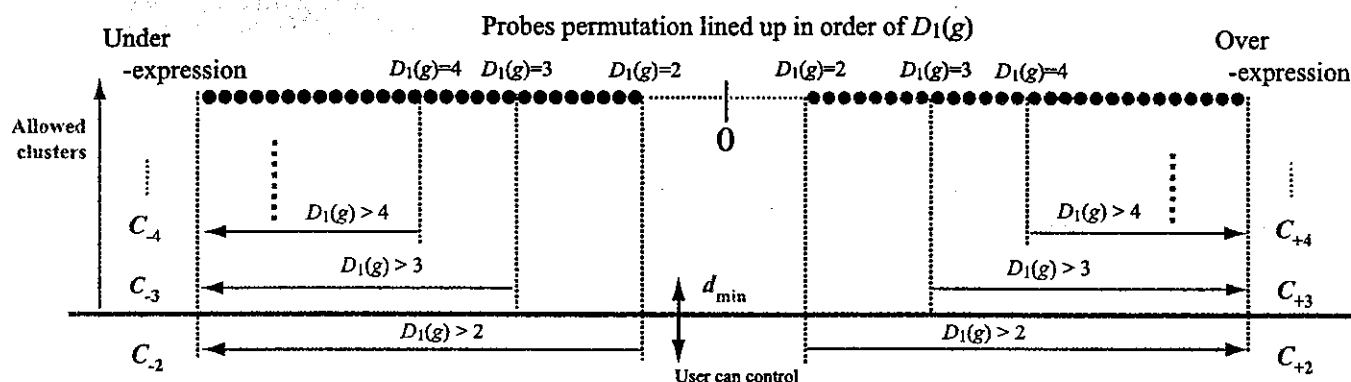 Probes permutation lined up in order of D₁(g)
Under
-expression
Over
-expression
D₁(g)=4 D₁(g)=3 D₁(g)=2 D₁(g)=2 D₁(g)=3 D₁(g)=4
0
Allowed
clusters
C₋₄ D₁(g) > 4 D₁(g) > 4 C₊₄
C₋₃ D₁(g) > 3 d_min D₁(g) > 3 C₊₃
C₋₂ D₁(g) > 2 D₁(g) > 2 C₊₂
User can control